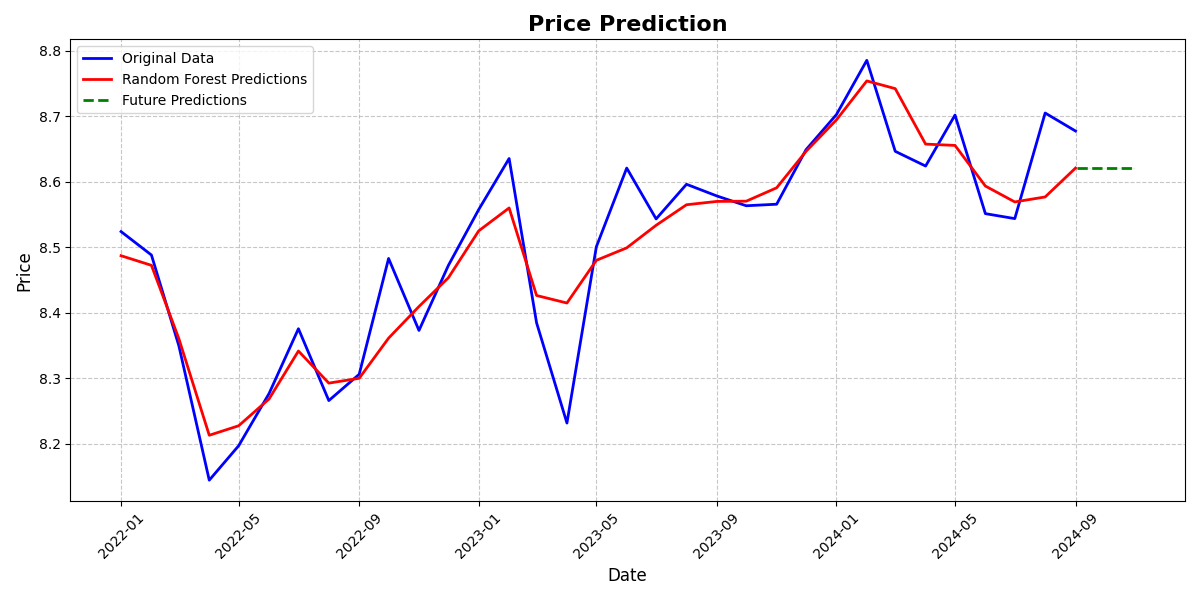 Price Prediction
Original Data
Random Forest Predictions
Future Predictions
Price
8.8
8.7
8.6
8.5
8.4
8.3
8.2
2022-01
2022-05
2022-09
2023-01
2023-05
2023-09
2024-01
2024-05
2024-09
Date